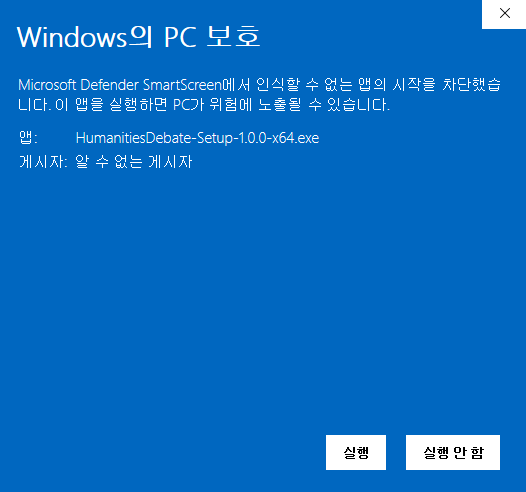 Windows의 PC 보호
Microsoft Defender SmartScreen에서 인식할 수 없는 앱의 시작을 차단했습
니다. 이 앱을 실행하면 PC가 위험에 노출될 수 있습니다.
앱: HumanitiesDebate-Setup-1.0.0-x64.exe
게시자: 알 수 없는 게시자
실행 실행 안 함